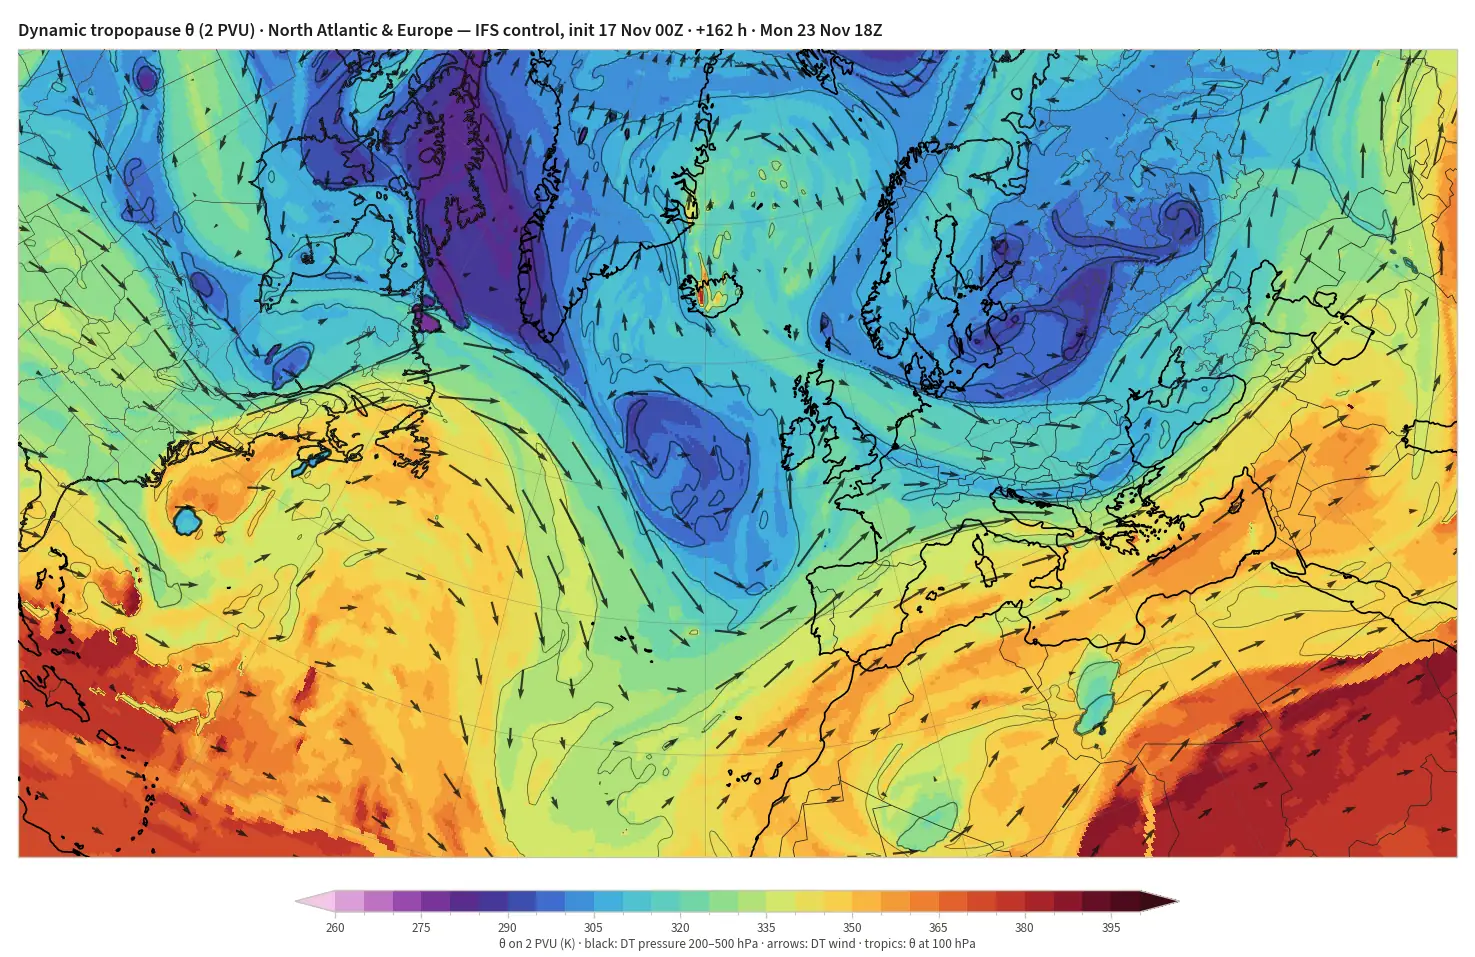 Dynamic tropopause θ (2 PVU) · North Atlantic & Europe — IFS control, init 17 Nov 00Z · +162 h · Mon 23 Nov 18Z
260 275 290 305 320 335 350 365 380 395
θ on 2 PVU (K) · black: DT pressure 200–500 hPa · arrows: DT wind · tropics: θ at 100 hPa